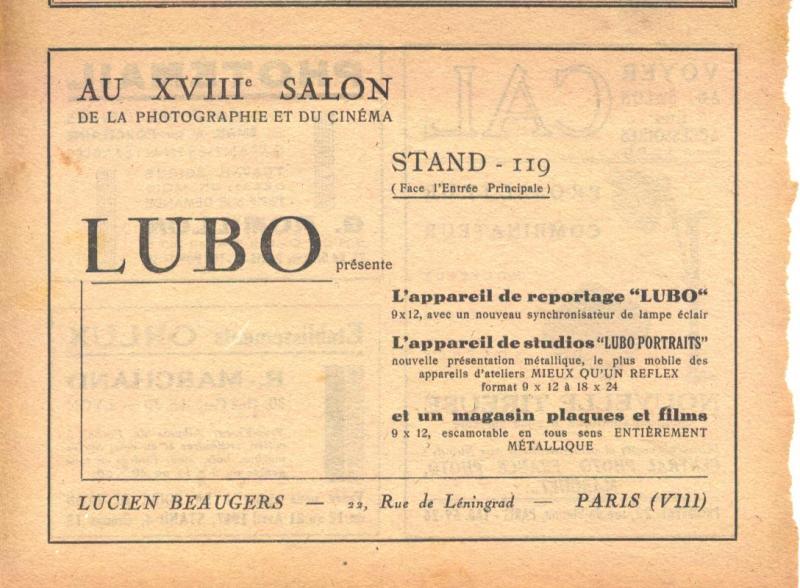 AU XVIIIe SALON
DE LA PHOTOGRAPHIE ET DU CINÉMA
STAND - 119
( Face l'Entrée Principale )
LUBO présente
L'appareil de reportage "LUBO"
9x12, avec un nouveau synchronisateur de lampe éclair
L'appareil de studios "LUBO PORTRAITS"
nouvelle présentation métallique, le plus mobile des
appareils d'ateliers MIEUX QU'UN REFLEX
format 9 x 12 à 18 x 24
et un magasin plaques et films
9 x 12, escamotable en tous sens ENTIÈREMENT
MÉTALLIQUE
LUCIEN BEAUGERS — 22, Rue de Léningrad — PARIS (VIII)